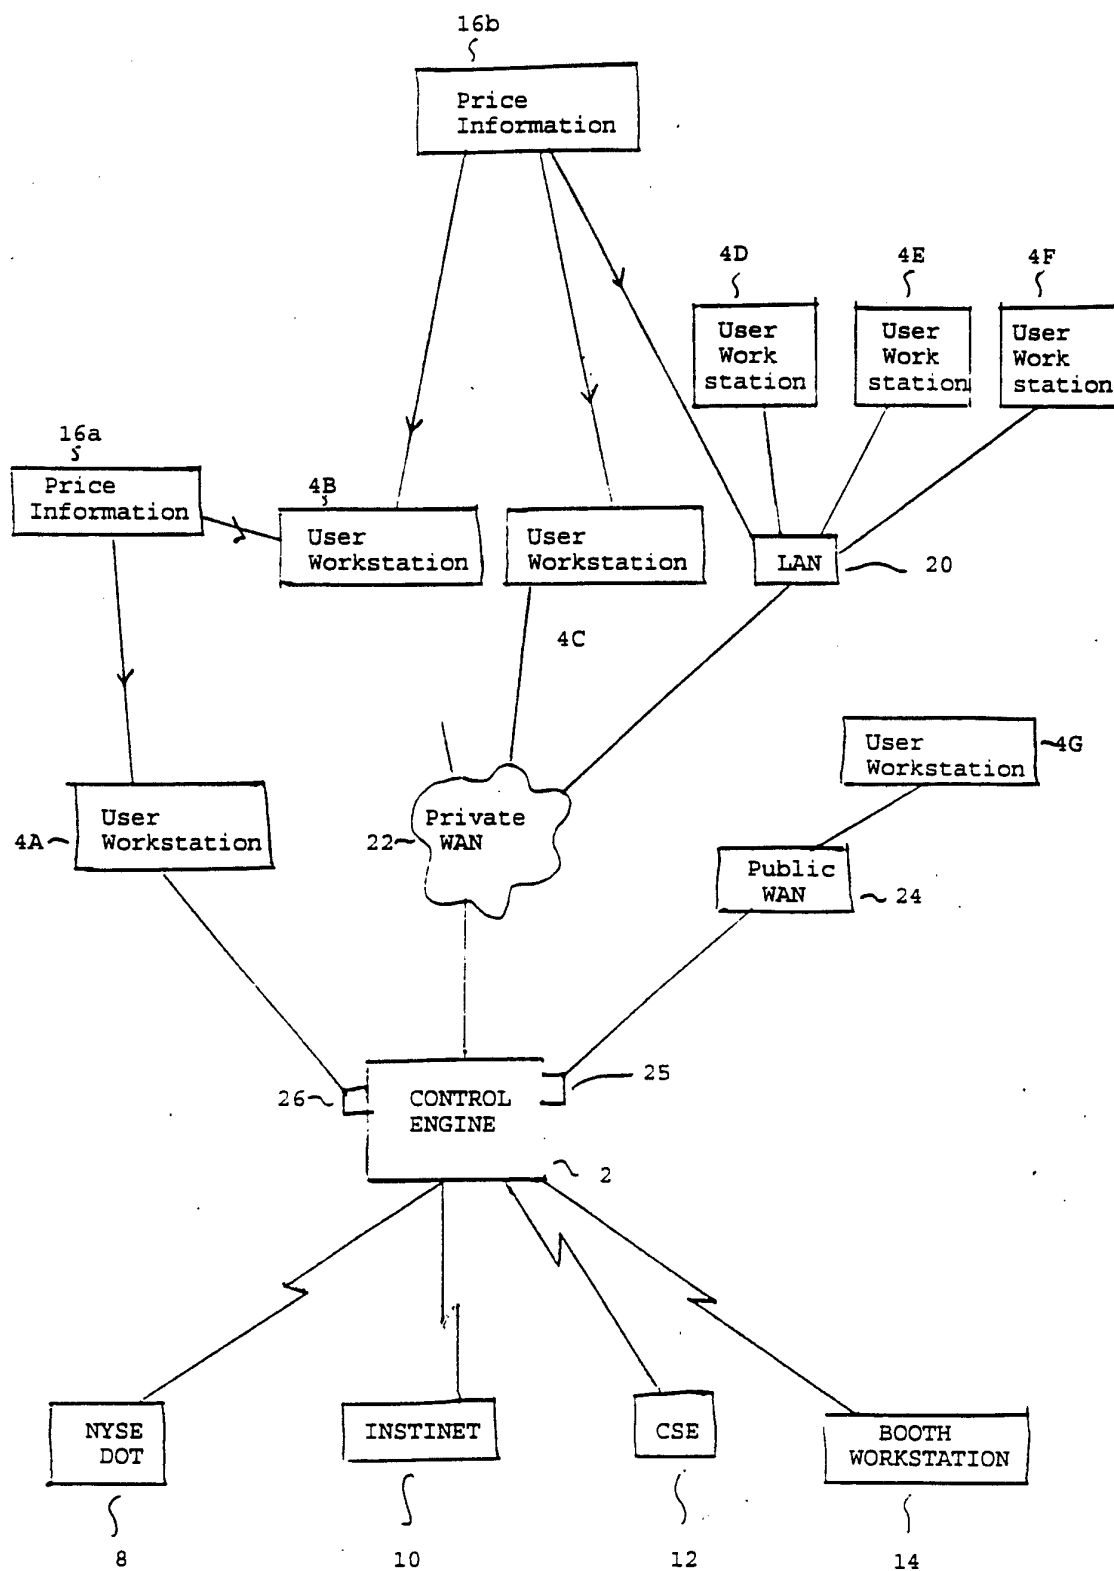 16b
Price
Information
4D
4E
4F
User
Work
station
User
Work
station
User
Work
station
16a
Price
Information
4B
User
Workstation
User
Workstation
LAN
20
4C
User
Workstation
4G
4A
User
Workstation
22
Private
WAN
Public
WAN
24
26
CONTROL
ENGINE
25
2
NYSE
DOT
INSTINET
CSE
BOOTH
WORKSTATION
8
10
12
14